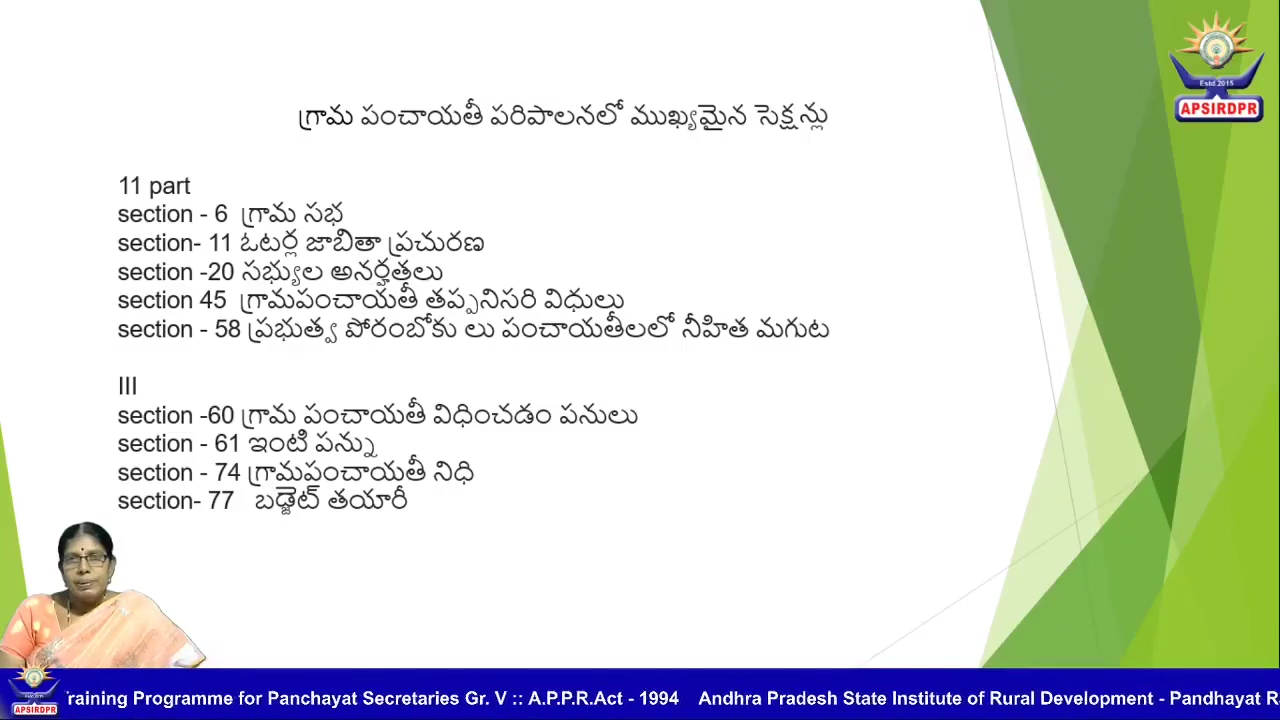 Estd.2015
APSIRDPR
గ్రామ పంచాయతీ పరిపాలనలో ముఖ్యమైన సెక్షన్లు
11 part
section - 6 గ్రామ సభ
section- 11 ఓటర్ల జాబితా ప్రచురణ
section -20 సభ్యుల అనర్హతలు
section 45 గ్రామపంచాయతీ తప్పనిసరి విధులు
section - 58 ప్రభుత్వ పోరంబోకు లు పంచాయతీలలో నీహిత మగుట
III
section -60 గ్రామ పంచాయతీ విధించడం పనులు
section - 61 ఇంటి పన్ను
section - 74 గ్రామపంచాయతీ నిధి
section- 77 బడ్జెట్ తయారీ
APSIRDPR
raining Programme for Panchayat Secretaries Gr. V :: A.P.P.R.Act - 1994 Andhra Pradesh State Institute of Rural Development - Pandhayat R